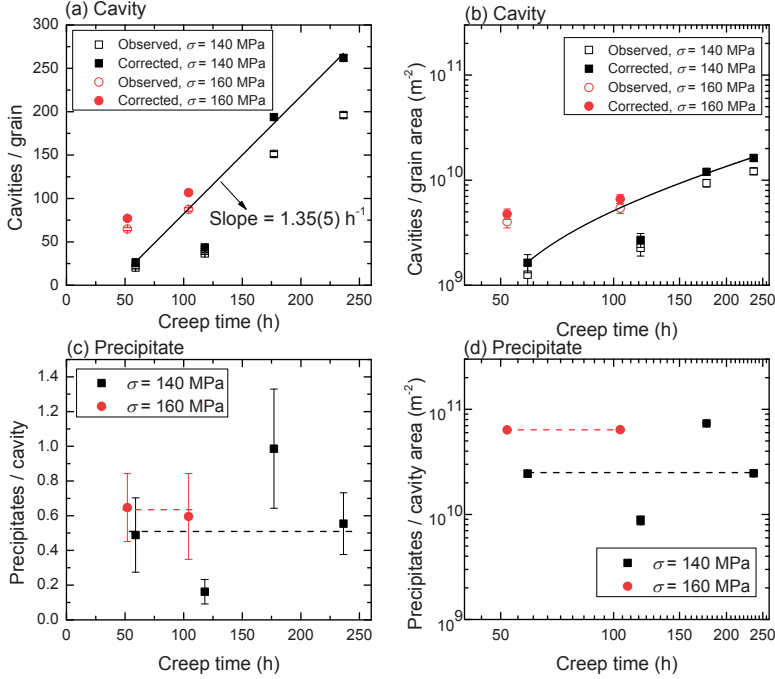 (a) Cavity
Observed, σ = 140 MPa
Corrected, σ = 140 MPa
Observed, σ = 160 MPa
Corrected, σ = 160 MPa
Slope = 1.35(5) h⁻¹
300
250
200
150
100
50
0
Cavities / grain
0 50 100 150 200 250
Creep time (h)
(b) Cavity
Observed, σ = 140 MPa
Corrected, σ = 140 MPa
Observed, σ = 160 MPa
Corrected, σ = 160 MPa
10¹¹
10¹⁰
10⁹
Cavities / grain area (m⁻²)
50 100 150 200 240
Creep time (h)
(c) Precipitate
σ = 140 MPa
σ = 160 MPa
1.4
1.2
1.0
0.8
0.6
0.4
0.2
0.0
Precipitates / cavity
0 50 100 150 200 250
Creep time (h)
(d) Precipitate
10¹¹
10¹⁰
10⁹
Precipitates / cavity area (m⁻²)
σ = 140 MPa
σ = 160 MPa
50 100 150 200 240
Creep time (h)